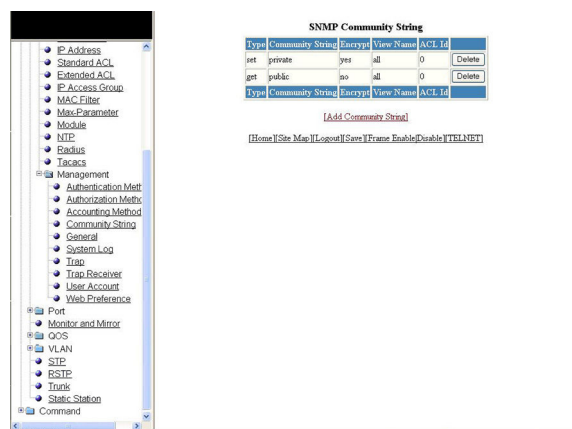 IP Address
Standard ACL
Extended ACL
IP Access Group
MAC Filter
Max-Parameter
Module
NTP
Radius
Tacacs
Management
Authentication Meth
Authorization Metho
Accounting Method
Community String
General
System Log
Trap
Trap Receiver
User Account
Web Preference
Port
Monitor and Mirror
QOS
VLAN
STP
RSTP
Trunk
Static Station
Command
SNMP Community String
Type Community String Encrypt View Name ACL Id
set private yes all 0 Delete
get public no all 0 Delete
Type Community String Encrypt View Name ACL Id
[Add Community String]
[Home][Site Map][Logout][Save][Frame Enable|Disable][TELNET]